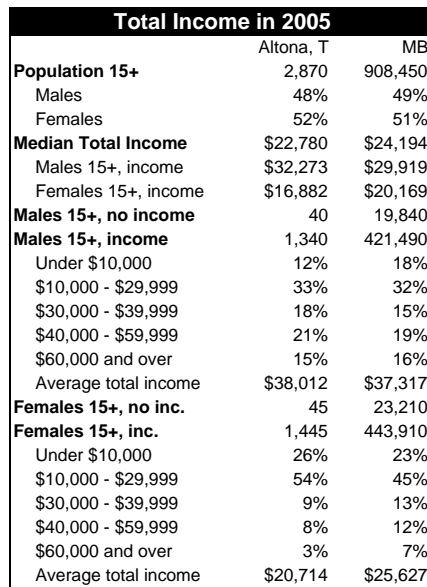 Total Income in 2005
Altona, T MB
Population 15+ 2,870 908,450
Males 48% 49%
Females 52% 51%
Median Total Income $22,780 $24,194
Males 15+, income $32,273 $29,919
Females 15+, income $16,882 $20,169
Males 15+, no income 40 19,840
Males 15+, income 1,340 421,490
Under $10,000 12% 18%
$10,000 - $29,999 33% 32%
$30,000 - $39,999 18% 15%
$40,000 - $59,999 21% 19%
$60,000 and over 15% 16%
Average total income $38,012 $37,317
Females 15+, no inc. 45 23,210
Females 15+, inc. 1,445 443,910
Under $10,000 26% 23%
$10,000 - $29,999 54% 45%
$30,000 - $39,999 9% 13%
$40,000 - $59,999 8% 12%
$60,000 and over 3% 7%
Average total income $20,714 $25,627